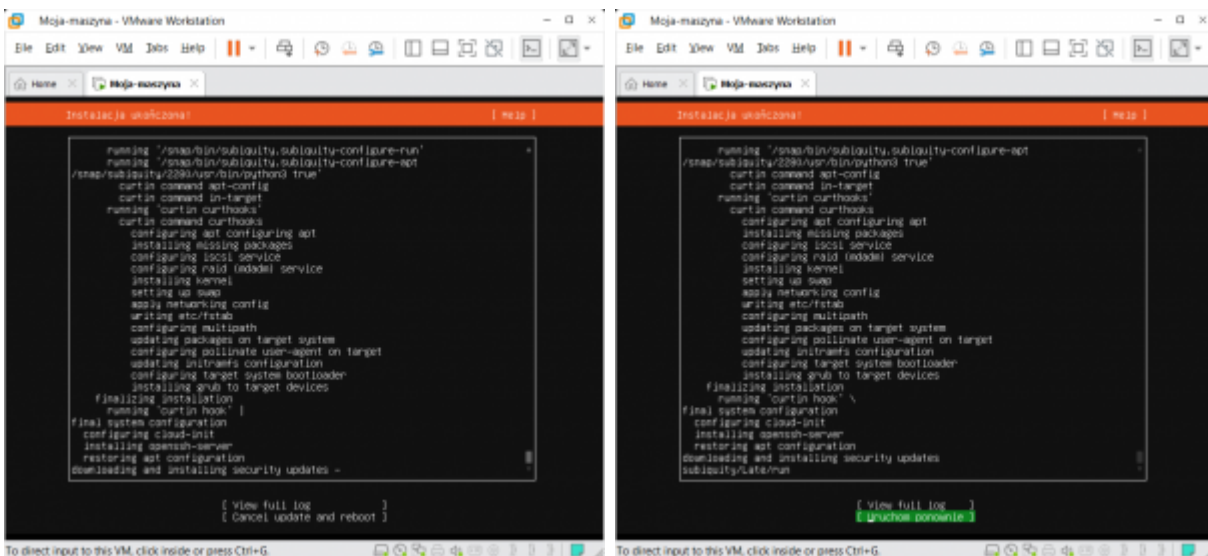 Moja-maszyna - VMware Workstation
File Edit View VM Tabs Help
Home
Moja-maszyna
Instalacja ukończona!
[ Help ]
running '/snap/bin/subiquity.subiquity-configure-run'
running '/snap/bin/subiquity.subiquity-configure-apt
/snap/subiquity/2280/usr/bin/python3 true'
curtin command apt-config
curtin command in-target
running 'curtin curthooks'
curtin command curthooks
configuring apt configuring apt
installing missing packages
configuring iscsi service
configuring raid (mdadm) service
installing kernel
setting up swap
apply networking config
writing etc/fstab
configuring multipath
updating packages on target system
configuring pollinate user-agent on target
updating initramfs configuration
configuring target system bootloader
installing grub to target devices
finalizing installation
running 'curtin hook' |
final system configuration
configuring cloud-init
installing openssh-server
restoring apt configuration
downloading and installing security updates -
[ View full log ]
[ Cancel update and reboot ]
To direct input to this VM, click inside or press Ctrl+G.
Moja-maszyna - VMware Workstation
File Edit View VM Tabs Help
Home
Moja-maszyna
Instalacja ukończona!
[ Help ]
running '/snap/bin/subiquity.subiquity-configure-apt
/snap/subiquity/2280/usr/bin/python3 true'
curtin command apt-config
curtin command in-target
running 'curtin curthooks'
curtin command curthooks
configuring apt configuring apt
installing missing packages
configuring iscsi service
configuring raid (mdadm) service
installing kernel
setting up swap
apply networking config
writing etc/fstab
configuring multipath
updating packages on target system
configuring pollinate user-agent on target
updating initramfs configuration
configuring target system bootloader
installing grub to target devices
finalizing installation
running 'curtin hook' \
final system configuration
configuring cloud-init
installing openssh-server
restoring apt configuration
downloading and installing security updates
subiquity/Late/run
[ View full log ]
[ Uruchom ponownie ]
To direct input to this VM, click inside or press Ctrl+G.